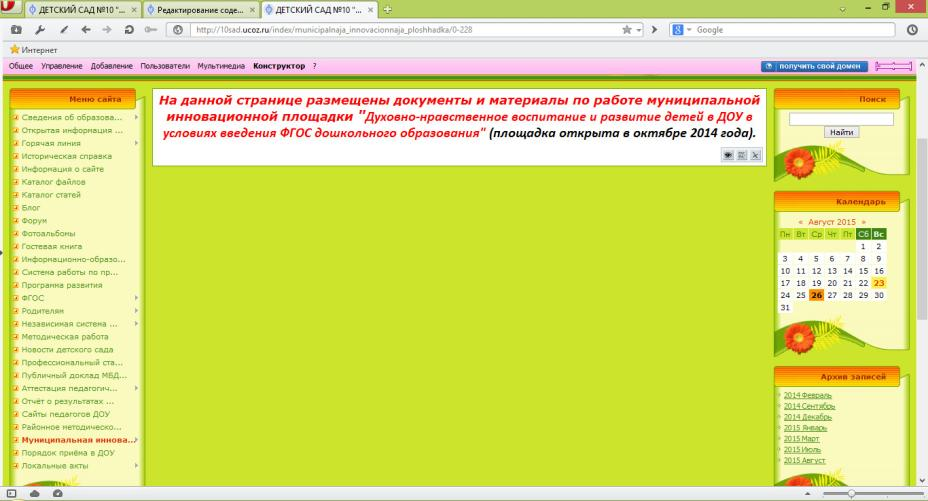 ДЕТСКИЙ САД №10 "...
Редактирование соде...
ДЕТСКИЙ САД №10 "...
http://10sad.ucoz.ru/index/municipalnaja_innovacionnaja_ploshhadka/0-228
Google
Интернет
Общее Управление Добавление Пользователи Мультимедиа Конструктор ?
получить свой домен
Меню сайта
Сведения об образова...
Открытая информация ...
Горячая линия
Историческая справка
Информация о сайте
Каталог файлов
Каталог статей
Блог
Форум
Фотоальбомы
Гостевая книга
Информационно-образо...
Система работы по пр...
Программа развития
ФГОС
Родителям
Независимая система ...
Методическая работа
Новости детского сада
Профессиональный ста...
Публичный доклад МБД...
Аттестация педагогич...
Отчёт о результатах ...
Сайты педагогов ДОУ
Районное методическо...
Муниципальная иннова...
Порядок приёма в ДОУ
Локальные акты
На данной странице размещены документы и материалы по работе муниципальной
инновационной площадки "Духовно-нравственное воспитание и развитие детей в ДОУ в
условиях введения ФГОС дошкольного образования" (площадка открыта в октябре 2014 года).
Поиск
Найти
Календарь
« Август 2015 »
Пн Вт Ср Чт Пт Сб Вс
1 2
3 4 5 6 7 8 9
10 11 12 13 14 15 16
17 18 19 20 21 22 23
24 25 26 27 28 29 30
31
Архив записей
2014 Февраль
2014 Сентябрь
2014 Декабрь
2015 Январь
2015 Март
2015 Июль
2015 Август